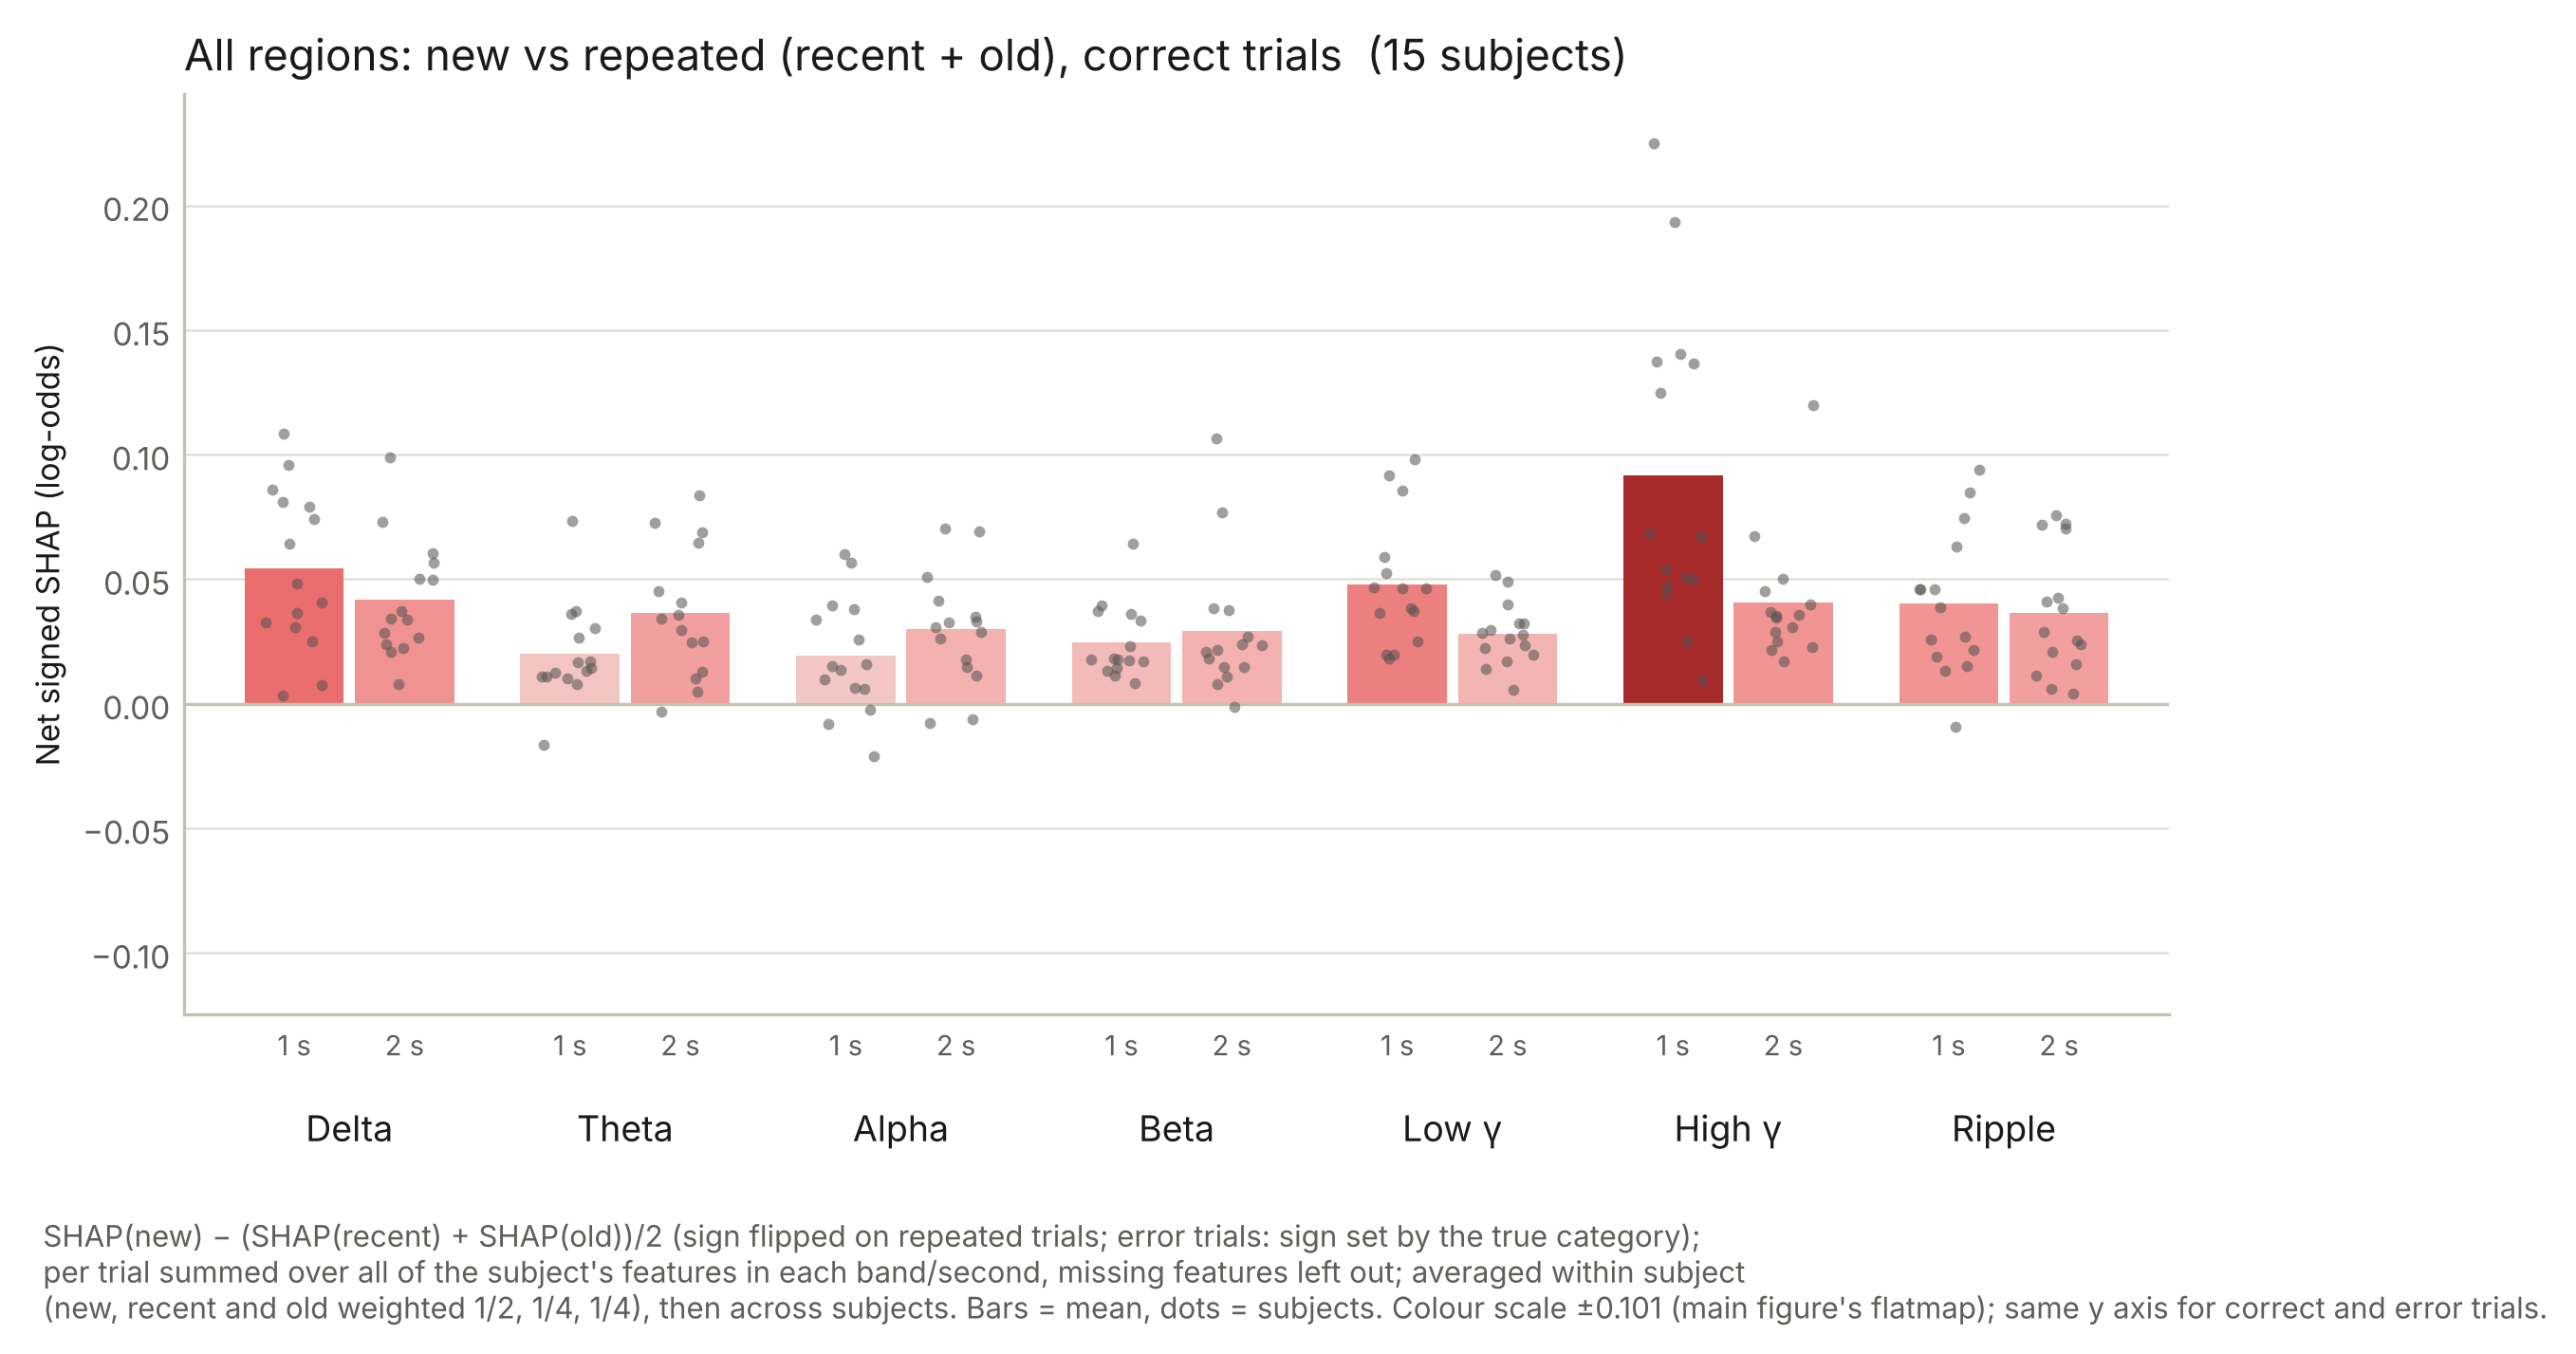 All regions: new vs repeated (recent + old), correct trials (15 subjects)
Net signed SHAP (log-odds)
0.20
0.15
0.10
0.05
0.00
−0.05
−0.10
1 s 2 s 1 s 2 s 1 s 2 s 1 s 2 s 1 s 2 s 1 s 2 s 1 s 2 s
Delta Theta Alpha Beta Low γ High γ Ripple
SHAP(new) − (SHAP(recent) + SHAP(old))/2 (sign flipped on repeated trials; error trials: sign set by the true category);
per trial summed over all of the subject's features in each band/second, missing features left out; averaged within subject
(new, recent and old weighted 1/2, 1/4, 1/4), then across subjects. Bars = mean, dots = subjects. Colour scale ±0.101 (main figure's flatmap); same y axis for correct and error trials.